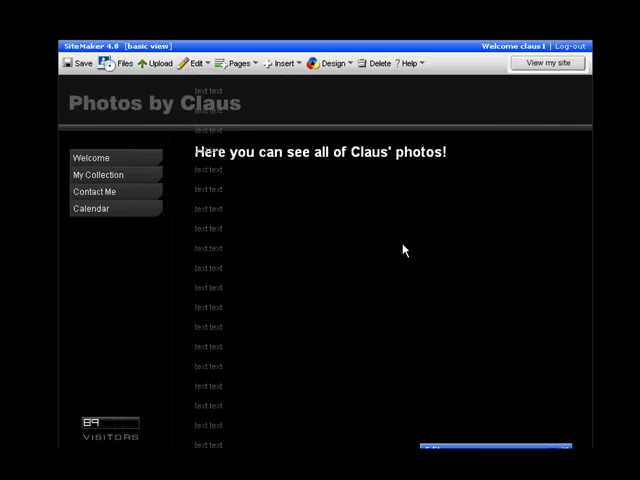 SiteMaker 4.0 [basic view] Welcome claus1 | Log-out
Save Files Upload Edit Pages Insert Design Delete ? Help View my site
text text
Photos by Claus
text text
text text
Here you can see all of Claus' photos!
Welcome
text text
My Collection
text text
Contact Me
text text
Calendar
text text
text text
text text
text text
text text
text text
text text
text text
text text
text text
text text
89
text text
VISITORS
text text